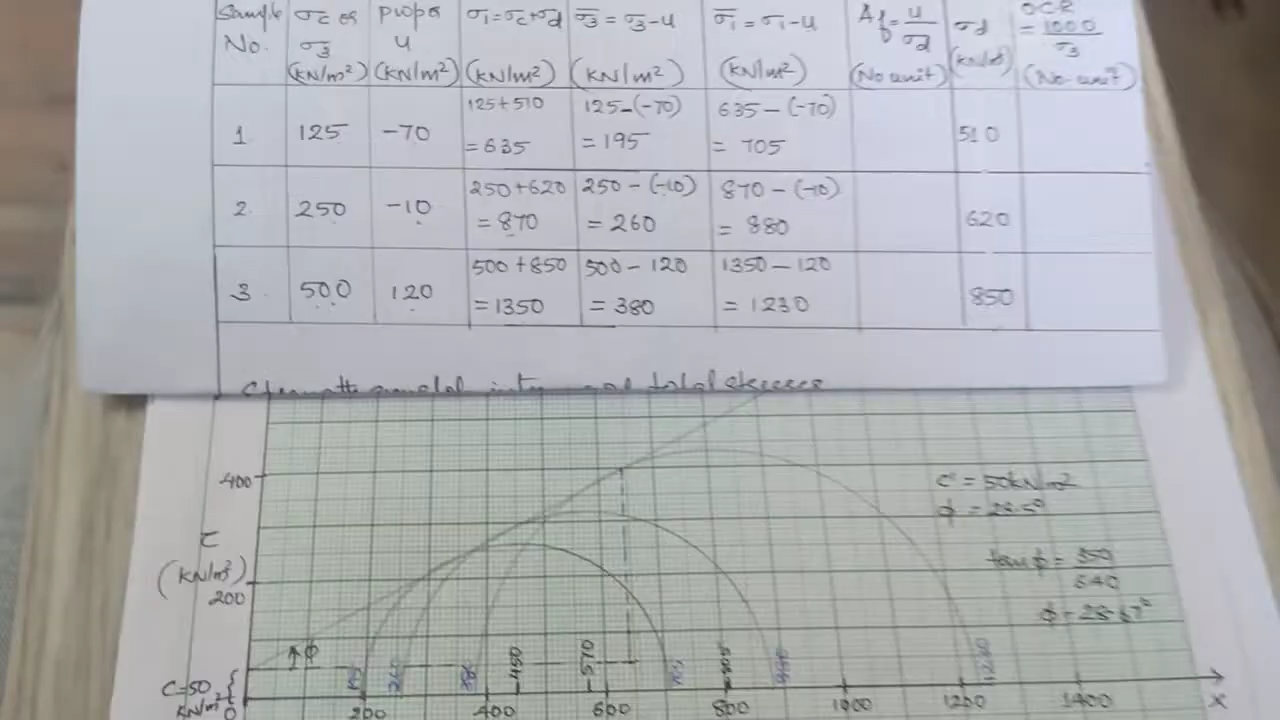 Sample No. | σc or σ3 (kN/m²) | proper u (kN/m²) | σ1=σc+σd (kN/m²) | σ̄3 = σ3-u (kN/m²) | σ̄1 = σ1-u (kN/m²) | Af = u/σd (No unit) | σd (kN/m²) | OCR = 1000/σ3 (No unit)
1 | 125 | -70 | 125+510 = 635 | 125-(-70) = 195 | 635-(-70) = 705 | | 510 |
2 | 250 | -10 | 250+620 = 870 | 250-(-10) = 260 | 870-(-10) = 880 | | 620 |
3 | 500 | 120 | 500+850 = 1350 | 500-120 = 380 | 1350-120 = 1230 | | 850 |
and total
400
τ
(kN/m²)
200
C = 50 kN/m2
tan φ = 350/640
↑φ
450
570
C=50
kN/m²
0 200 400 600 800 1000 1200 1400 X